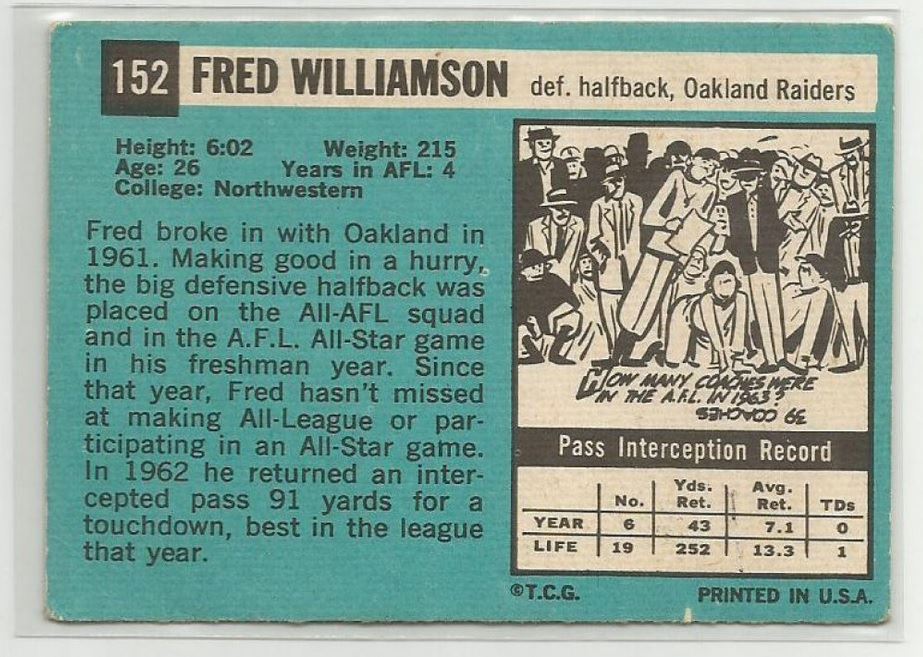 152 FRED WILLIAMSON def. halfback, Oakland Raiders
Height: 6:02 Weight: 215
Age: 26 Years in AFL: 4
College: Northwestern
Fred broke in with Oakland in
1961. Making good in a hurry,
the big defensive halfback was
placed on the All-AFL squad
and in the A.F.L. All-Star game
in his freshman year. Since
that year, Fred hasn't missed
at making All-League or par-
ticipating in an All-Star game.
In 1962 he returned an inter-
cepted pass 91 yards for a
touchdown, best in the league
that year.
HOW MANY COACHES WERE
IN THE A.F.L. IN 1963?
39 COACHES
Pass Interception Record
No. Yds. Ret. Avg. Ret. TDs
YEAR 6 43 7.1 0
LIFE 19 252 13.3 1
©T.C.G. PRINTED IN U.S.A.